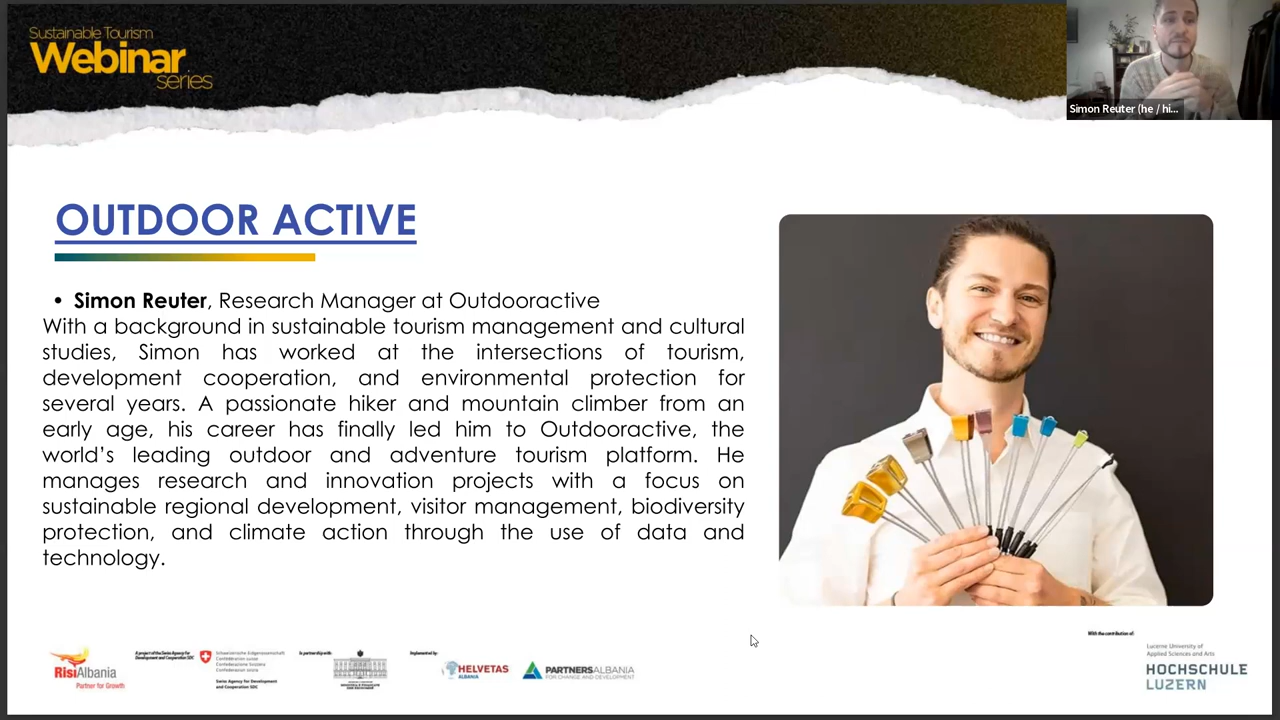 Sustainable Tourism
Webinar
series
Simon Reuter (he / hi...
OUTDOOR ACTIVE
• Simon Reuter, Research Manager at Outdooractive
With a background in sustainable tourism management and cultural
studies, Simon has worked at the intersections of tourism,
development cooperation, and environmental protection for
several years. A passionate hiker and mountain climber from an
early age, his career has finally led him to Outdooractive, the
world's leading outdoor and adventure tourism platform. He
manages research and innovation projects with a focus on
sustainable regional development, visitor management, biodiversity
protection, and climate action through the use of data and
technology.
RisiAlbania
Partner for Growth
A project of the Swiss Agency for
Development and Cooperation SDC
Schweizerische Eidgenossenschaft
Confédération suisse
Confederazione Svizzera
Confederaziun svizra
Swiss Agency for Development
and Cooperation SDC
In partnership with:
Implemented by:
HELVETAS
ALBANIA
PARTNERSALBANIA
FOR CHANGE AND DEVELOPMENT
With the contribution of:
Lucerne University of
Applied Sciences and Arts
HOCHSCHULE
LUZERN